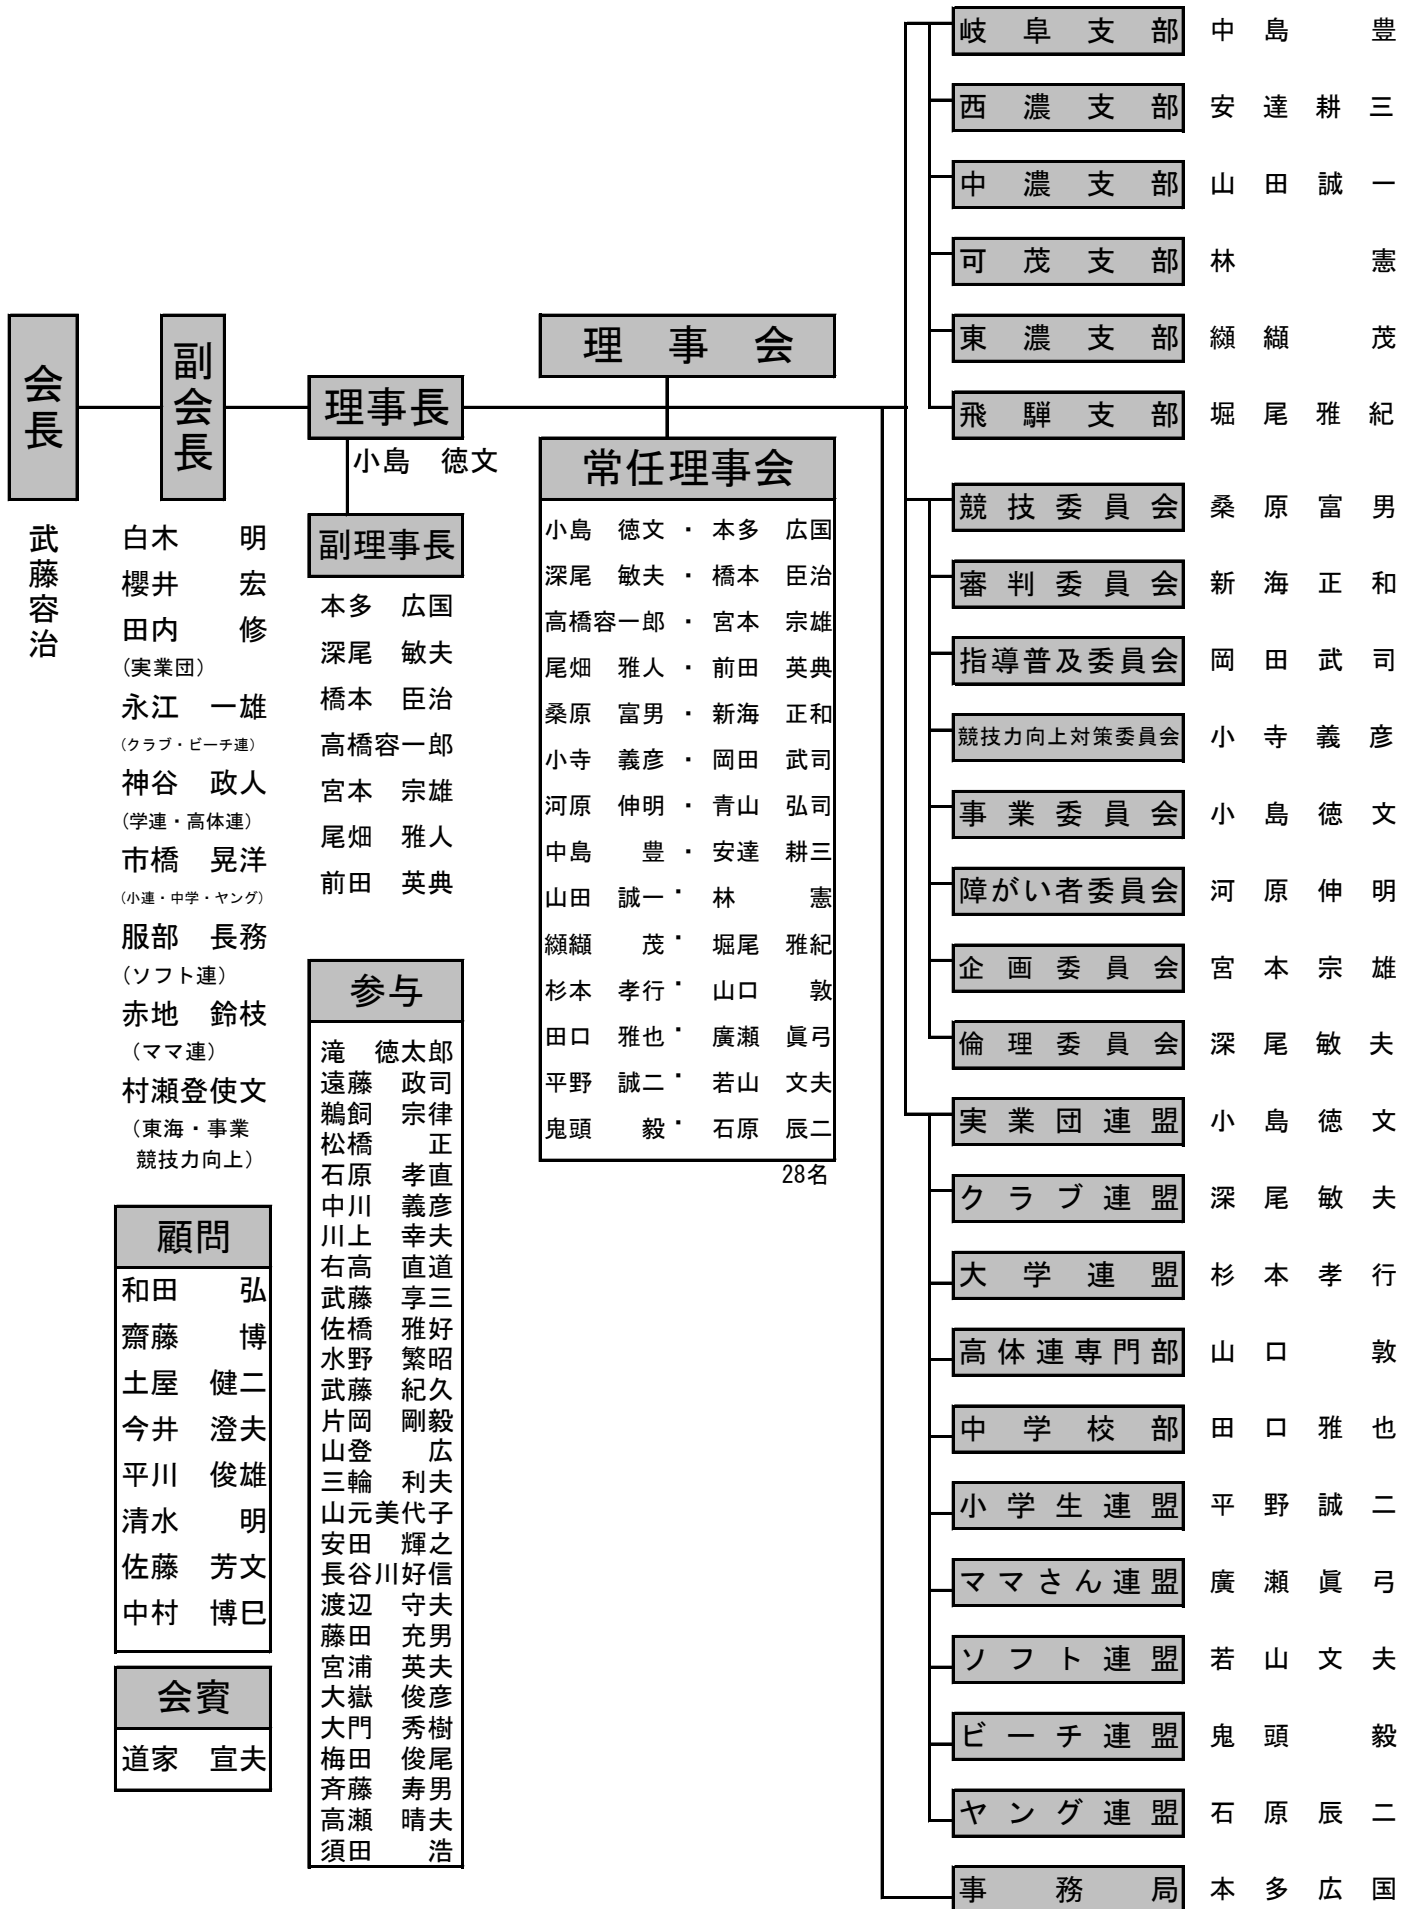 会長
武藤容治
副会長
白木　明
櫻井　宏
田内　修
(実業団)
永江　一雄
(クラブ・ビーチ連)
神谷　政人
(学連・高体連)
市橋　晃洋
(小連・中学・ヤング)
服部　長務
(ソフト連)
赤地　鈴枝
(ママ連)
村瀬登使文
(東海・事業
競技力向上)
顧問
和田　弘
齋藤　博
土屋　健二
今井　澄夫
平川　俊雄
清水　明
佐藤　芳文
中村　博巳
会賓
道家　宣夫
理事長
小島　徳文
副理事長
本多　広国
深尾　敏夫
橋本　臣治
高橋容一郎
宮本　宗雄
尾畑　雅人
前田　英典
参与
滝　徳太郎
遠藤　政司
鵜飼　宗律
松橋　正
石原　孝直
中川　義彦
川上　幸夫
右高　直道
武藤　享三
佐橋　雅好
水野　繁昭
武藤　紀久
片岡　剛毅
山登　広
三輪　利夫
山元美代子
安田　輝之
長谷川好信
渡辺　守夫
藤田　充男
宮浦　英夫
大嶽　俊彦
大門　秀樹
梅田　俊尾
斉藤　寿男
高瀬　晴夫
須田　浩
理事会
常任理事会
小島　徳文 ・ 本多　広国
深尾　敏夫 ・ 橋本　臣治
高橋容一郎 ・ 宮本　宗雄
尾畑　雅人 ・ 前田　英典
桑原　富男 ・ 新海　正和
小寺　義彦 ・ 岡田　武司
河原　伸明 ・ 青山　弘司
中島　豊 ・ 安達　耕三
山田　誠一 ・ 林　憲
纐纈　茂 ・ 堀尾　雅紀
杉本　孝行 ・ 山口　敦
田口　雅也 ・ 廣瀬　眞弓
平野　誠二 ・ 若山　文夫
鬼頭　毅 ・ 石原　辰二
28名
岐阜支部　中島　豊
西濃支部　安達耕三
中濃支部　山田誠一
可茂支部　林　憲
東濃支部　纐纈　茂
飛騨支部　堀尾雅紀
競技委員会　桑原富男
審判委員会　新海正和
指導普及委員会　岡田武司
競技力向上対策委員会　小寺義彦
事業委員会　小島徳文
障がい者委員会　河原伸明
企画委員会　宮本宗雄
倫理委員会　深尾敏夫
実業団連盟　小島徳文
クラブ連盟　深尾敏夫
大学連盟　杉本孝行
高体連専門部　山口　敦
中学校部　田口雅也
小学生連盟　平野誠二
ママさん連盟　廣瀬眞弓
ソフト連盟　若山文夫
ビーチ連盟　鬼頭　毅
ヤング連盟　石原辰二
事務局　本多広国